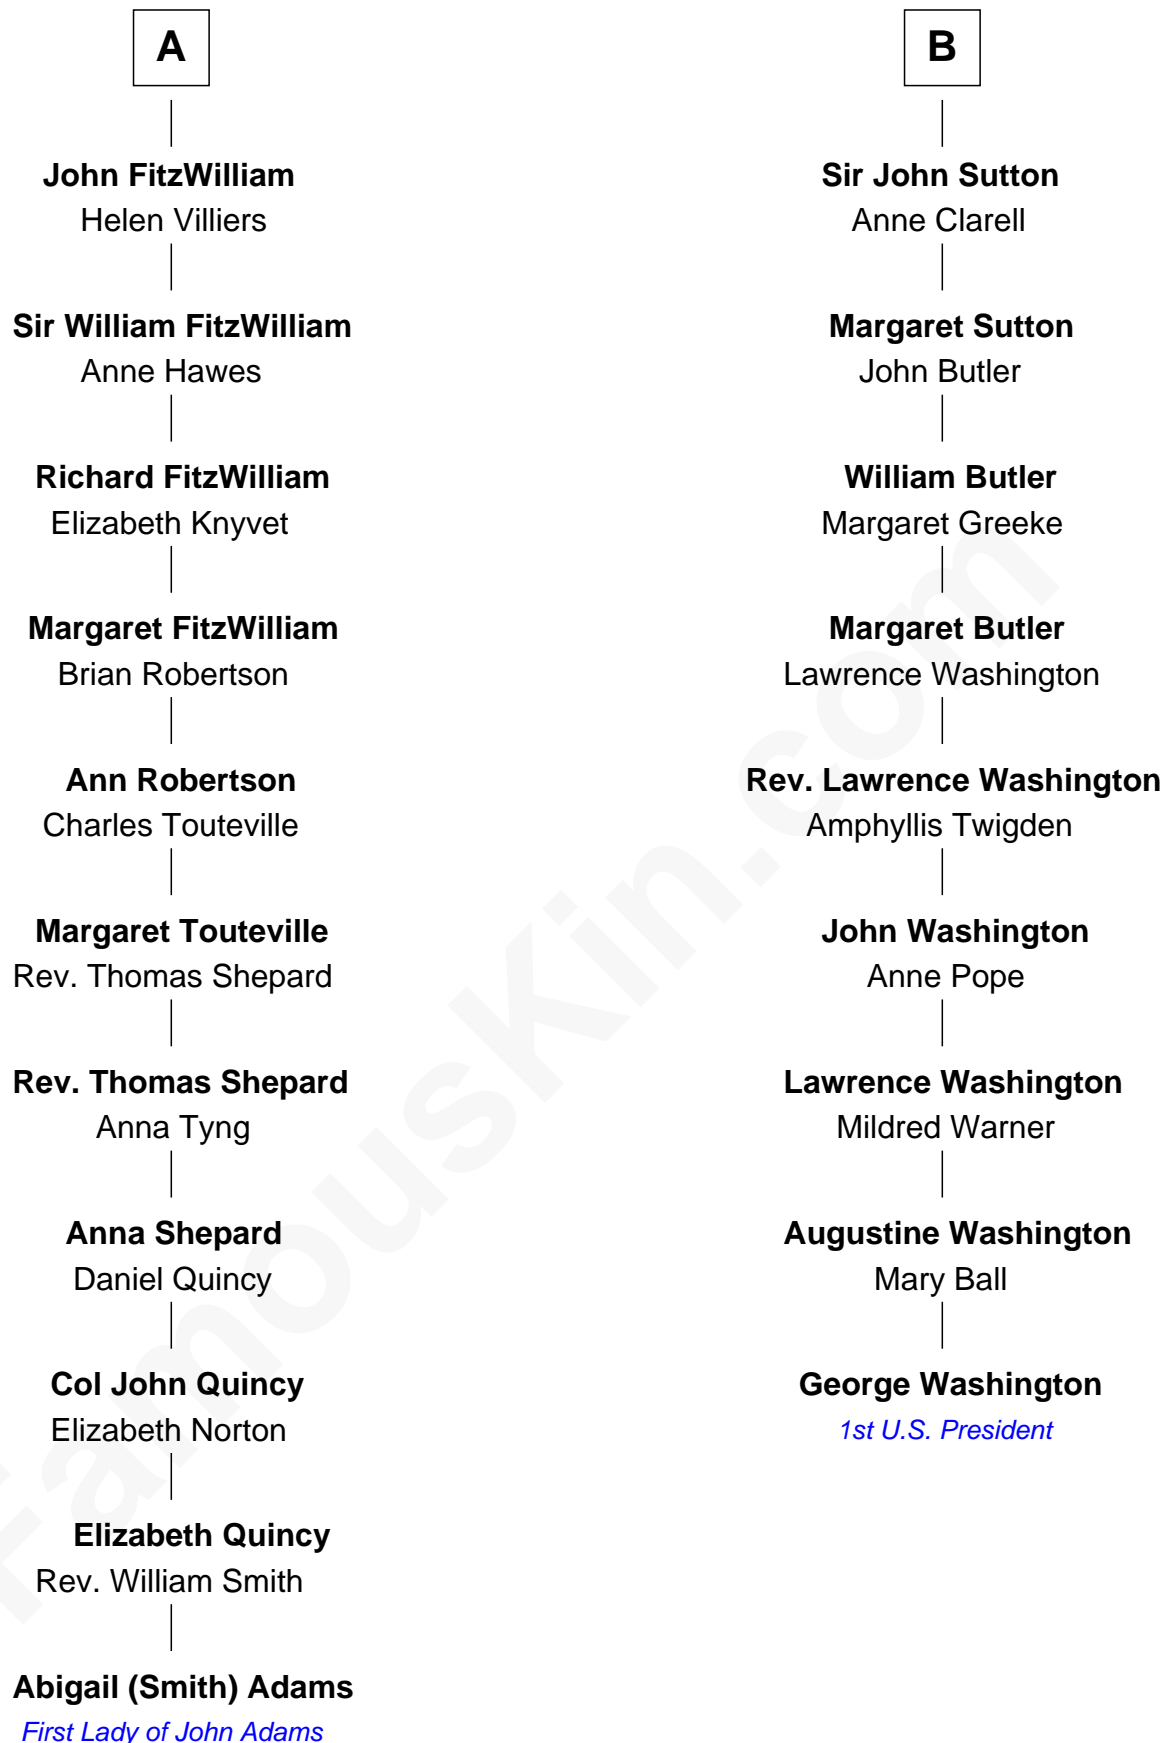 A
John FitzWilliam
Helen Villiers
Sir William FitzWilliam
Anne Hawes
Richard FitzWilliam
Elizabeth Knyvet
Margaret FitzWilliam
Brian Robertson
Ann Robertson
Charles Touteville
Margaret Touteville
Rev. Thomas Shepard
Rev. Thomas Shepard
Anna Tyng
Anna Shepard
Daniel Quincy
Col John Quincy
Elizabeth Norton
Elizabeth Quincy
Rev. William Smith
Abigail (Smith) Adams
First Lady of John Adams
B
Sir John Sutton
Anne Clarell
Margaret Sutton
John Butler
William Butler
Margaret Greeke
Margaret Butler
Lawrence Washington
Rev. Lawrence Washington
Amphyllis Twigden
John Washington
Anne Pope
Lawrence Washington
Mildred Warner
Augustine Washington
Mary Ball
George Washington
1st U.S. President
FamousKin.com